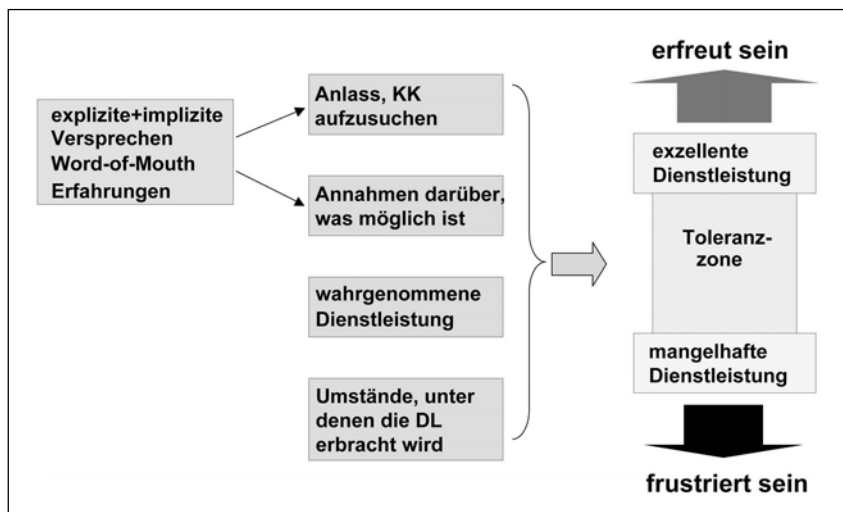 explizite+implizite
Versprechen
Word-of-Mouth
Erfahrungen
Anlass, KK
aufzusuchen
Annahmen darüber,
was möglich ist
wahrgenommene
Dienstleistung
Umstände, unter
denen die DL
erbracht wird
erfreut sein
exzellente
Dienstleistung
Toleranz-
zone
mangelhafte
Dienstleistung
frustriert sein